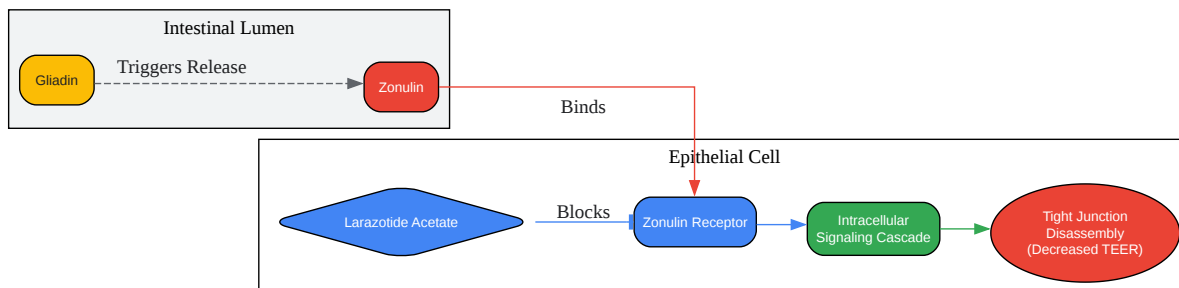 Intestinal Lumen
Gliadin
Triggers Release
Zonulin
Binds
Epithelial Cell
Larazotide Acetate
Blocks
Zonulin Receptor
Intracellular
Signaling Cascade
Tight Junction
Disassembly
(Decreased TEER)